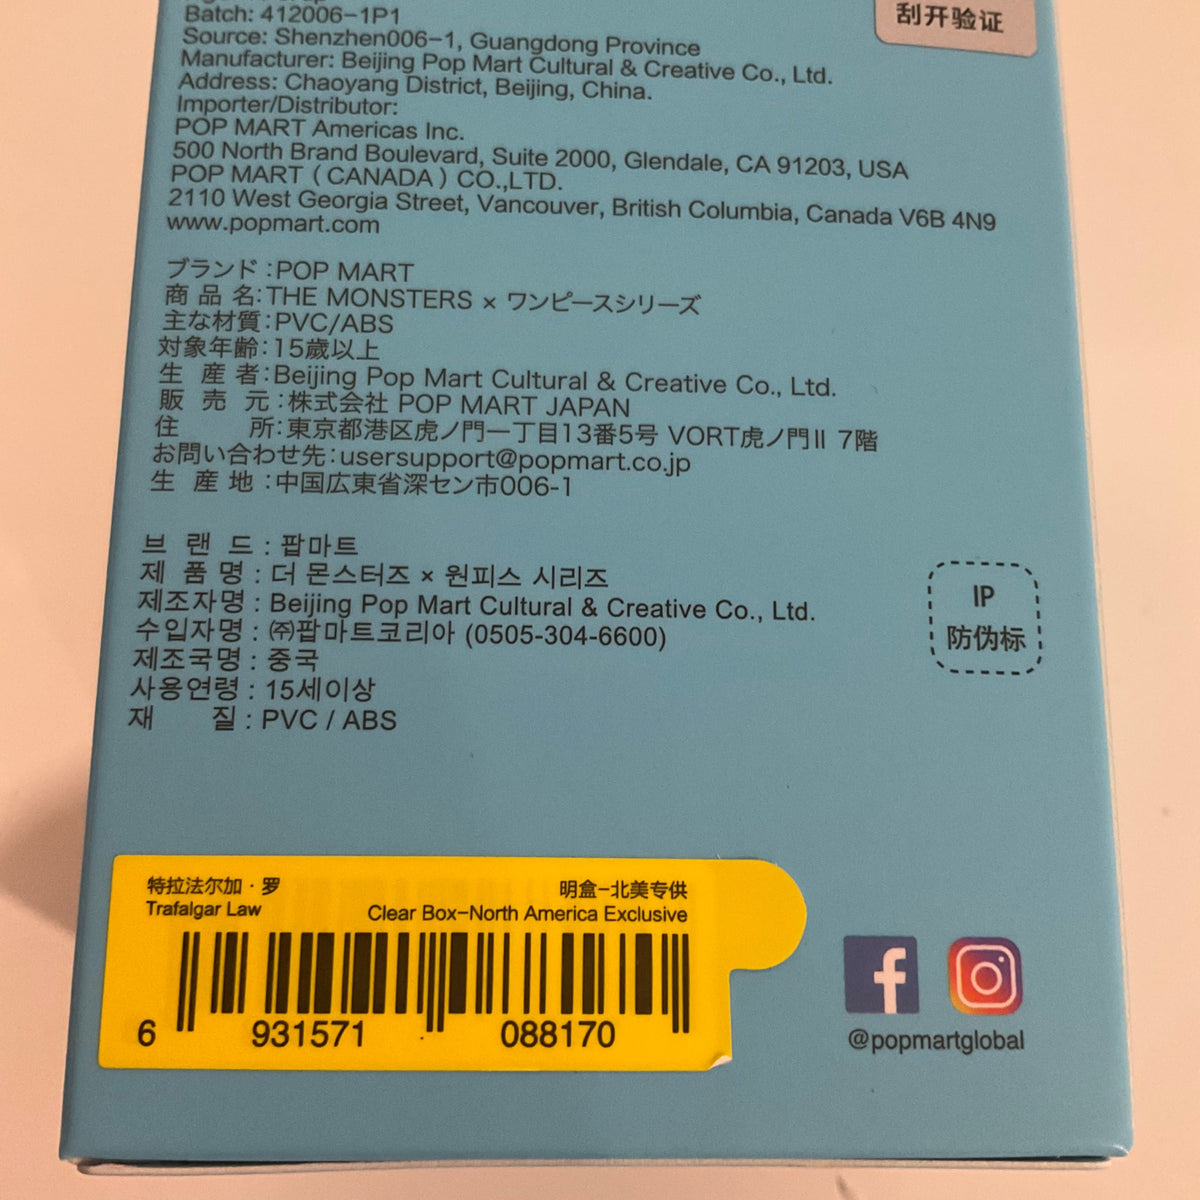 刮开验证
Batch: 412006-1P1
Source: Shenzhen006-1, Guangdong Province
Manufacturer: Beijing Pop Mart Cultural & Creative Co., Ltd.
Address: Chaoyang District, Beijing, China.
Importer/Distributor:
POP MART Americas Inc.
500 North Brand Boulevard, Suite 2000, Glendale, CA 91203, USA
POP MART (CANADA) CO.,LTD.
2110 West Georgia Street, Vancouver, British Columbia, Canada V6B 4N9
www.popmart.com
ブランド:POP MART
商品名:THE MONSTERS × ワンピースシリーズ
主な材質:PVC/ABS
対象年齢:15歳以上
生産者:Beijing Pop Mart Cultural & Creative Co., Ltd.
販売元:株式会社 POP MART JAPAN
住所:東京都港区虎ノ門一丁目13番5号 VORT虎ノ門II 7階
お問い合わせ先:usersupport@popmart.co.jp
生産地:中国広東省深セン市006-1
브랜드 : 팝마트
제품명 : 더 몬스터즈 × 원피스 시리즈
제조자명 : Beijing Pop Mart Cultural & Creative Co., Ltd.
수입자명 : ㈜팝마트코리아 (0505-304-6600)
제조국명 : 중국
사용연령 : 15세이상
재질 : PVC / ABS
IP
防伪标
特拉法尔加·罗 明盒-北美专供
Trafalgar Law Clear Box-North America Exclusive
6 931571 088170
@popmartglobal